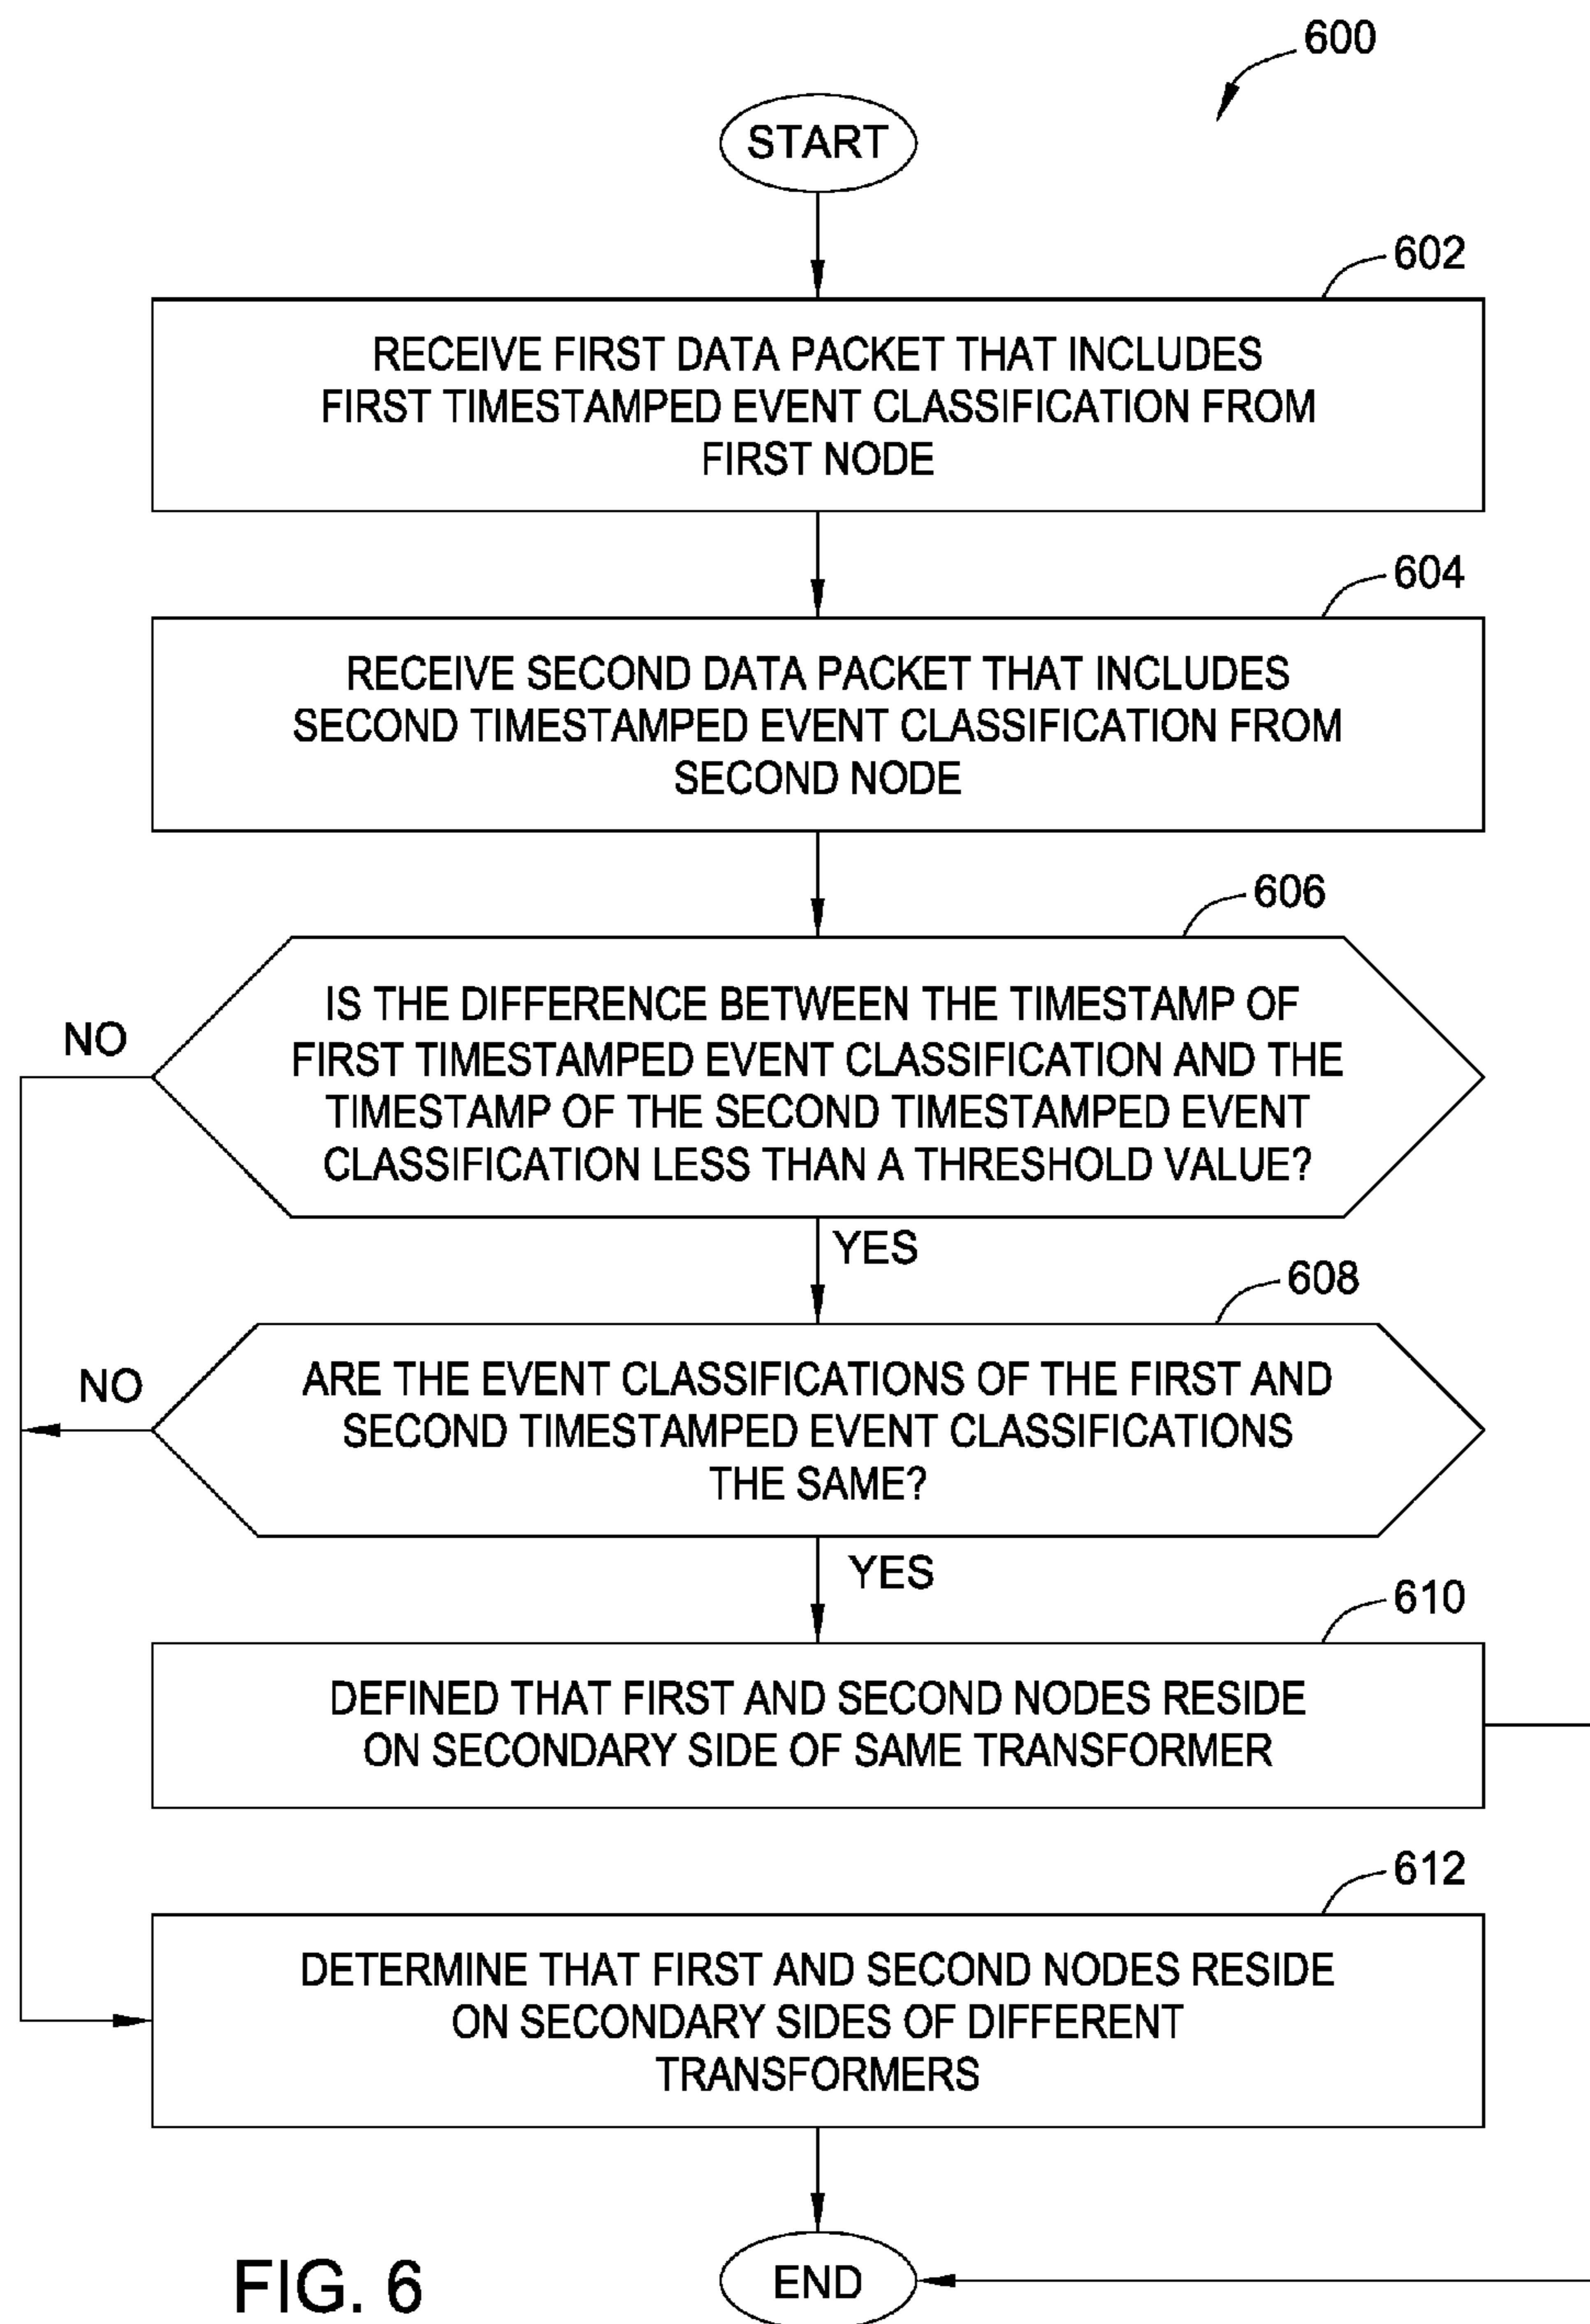 600
START
602
RECEIVE FIRST DATA PACKET THAT INCLUDES
FIRST TIMESTAMPED EVENT CLASSIFICATION FROM
FIRST NODE
604
RECEIVE SECOND DATA PACKET THAT INCLUDES
SECOND TIMESTAMPED EVENT CLASSIFICATION FROM
SECOND NODE
606
IS THE DIFFERENCE BETWEEN THE TIMESTAMP OF
FIRST TIMESTAMPED EVENT CLASSIFICATION AND THE
TIMESTAMP OF THE SECOND TIMESTAMPED EVENT
CLASSIFICATION LESS THAN A THRESHOLD VALUE?
NO
YES
608
ARE THE EVENT CLASSIFICATIONS OF THE FIRST AND
SECOND TIMESTAMPED EVENT CLASSIFICATIONS
THE SAME?
NO
YES
610
DEFINED THAT FIRST AND SECOND NODES RESIDE
ON SECONDARY SIDE OF SAME TRANSFORMER
612
DETERMINE THAT FIRST AND SECOND NODES RESIDE
ON SECONDARY SIDES OF DIFFERENT
TRANSFORMERS
END
FIG. 6